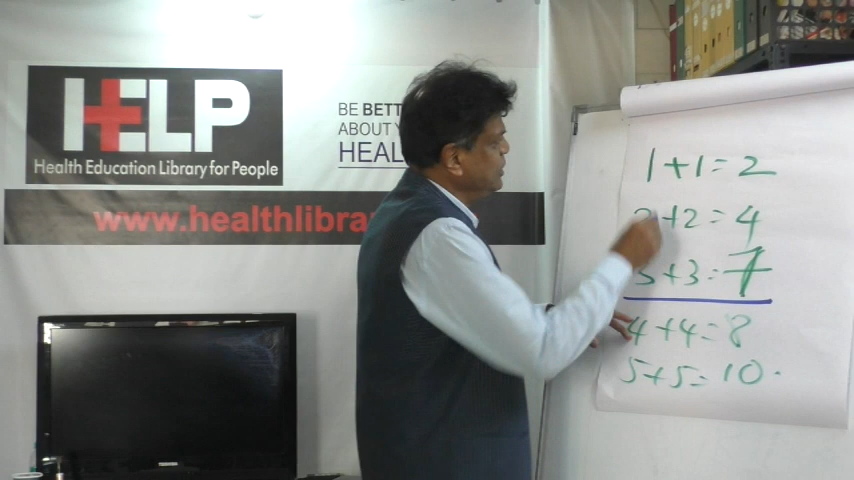 HELP
Health Education Library for People
BE BETT
ABOUT Y
HEAL
www.healthlibra
1+1=2
2+2=4
3+3=7
4+4=8
5+5=10.